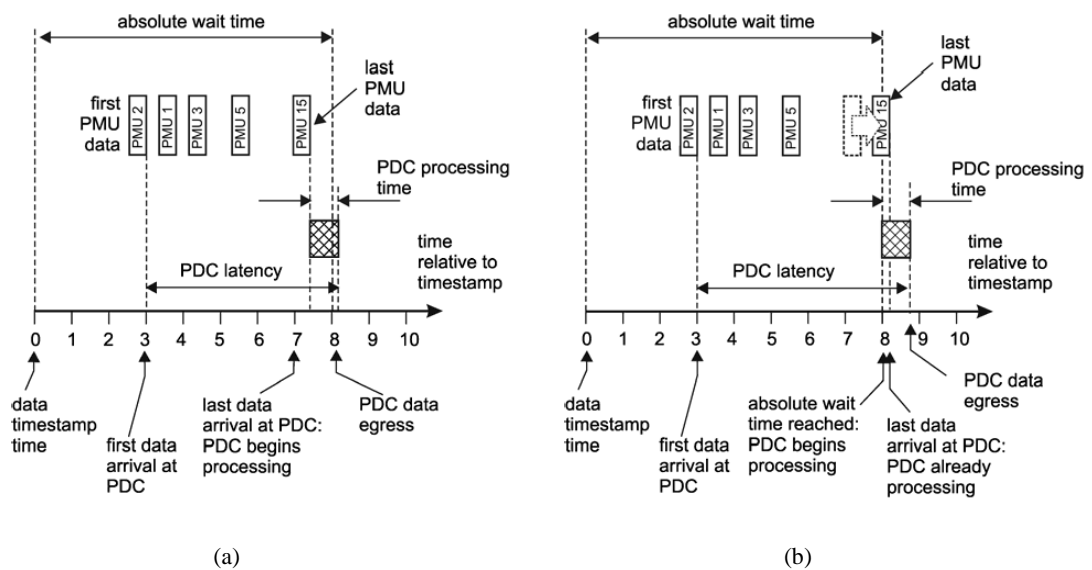 absolute wait time
last
PMU
data
first
PMU
data
PMU 2
PMU 1
PMU 3
PMU 5
PMU 15
PDC processing
time
time
relative to
timestamp
PDC latency
0 1 2 3 4 5 6 7 8 9 10
data
timestamp
time
first data
arrival at
PDC
last data
arrival at PDC:
PDC begins
processing
PDC data
egress
(a)
absolute wait time
last
PMU
data
first
PMU
data
PMU 2
PMU 1
PMU 3
PMU 5
PMU 15
PDC processing
time
time
relative to
timestamp
PDC latency
0 1 2 3 4 5 6 7 8 9 10
data
timestamp
time
first data
arrival at
PDC
absolute wait
time reached:
PDC begins
processing
last data
arrival at PDC:
PDC already
processing
PDC data
egress
(b)